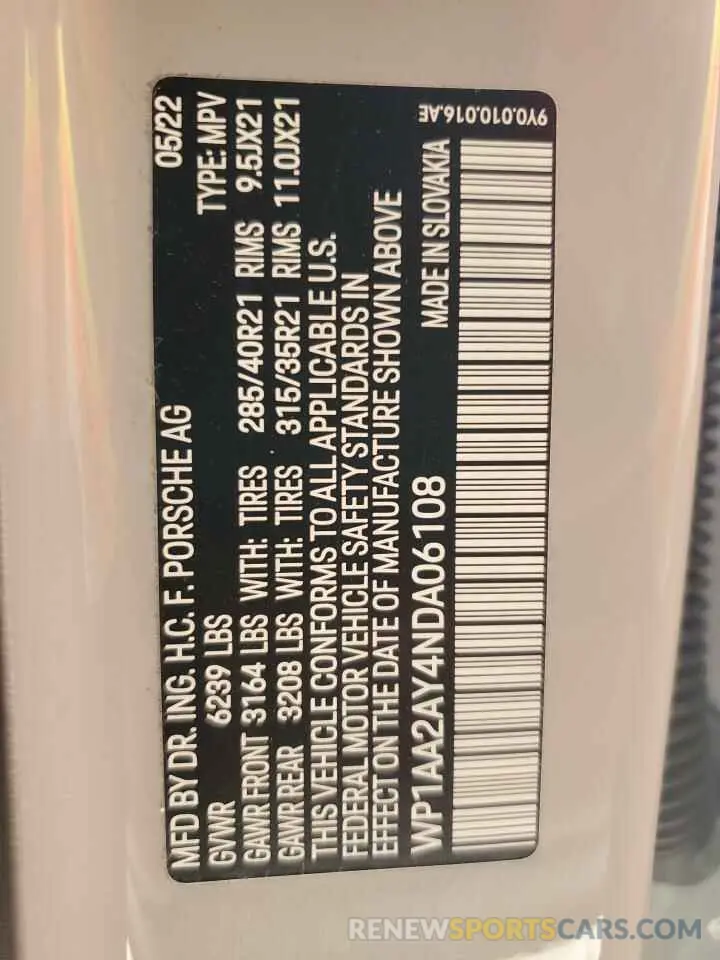 MFD BY DR. ING. H.C. F. PORSCHE AG 05/22
GVWR 6239 LBS TYPE: MPV
GAWR FRONT 3164 LBS WITH: TIRES 285/40R21 RIMS 9.5JX21
GAWR REAR 3208 LBS WITH: TIRES 315/35R21 RIMS 11.0JX21
THIS VEHICLE CONFORMS TO ALL APPLICABLE U.S.
FEDERAL MOTOR VEHICLE SAFETY STANDARDS IN
EFFECT ON THE DATE OF MANUFACTURE SHOWN ABOVE
WP1AA2AY4NDA06108 MADE IN SLOVAKIA
9Y0.010.016.AE
RENEWSPORTSCARS.COM